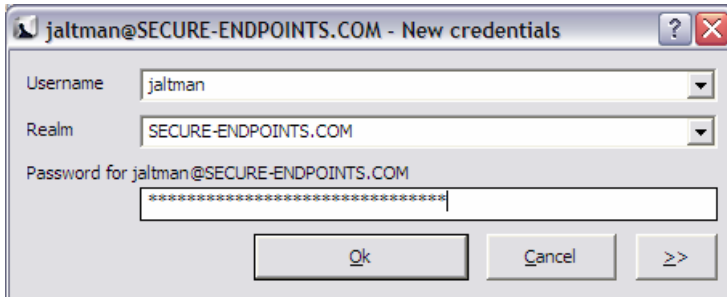 jaltman@SECURE-ENDPOINTS.COM - New credentials
Username jaltman
Realm SECURE-ENDPOINTS.COM
Password for jaltman@SECURE-ENDPOINTS.COM
*******************************
Ok Cancel >>